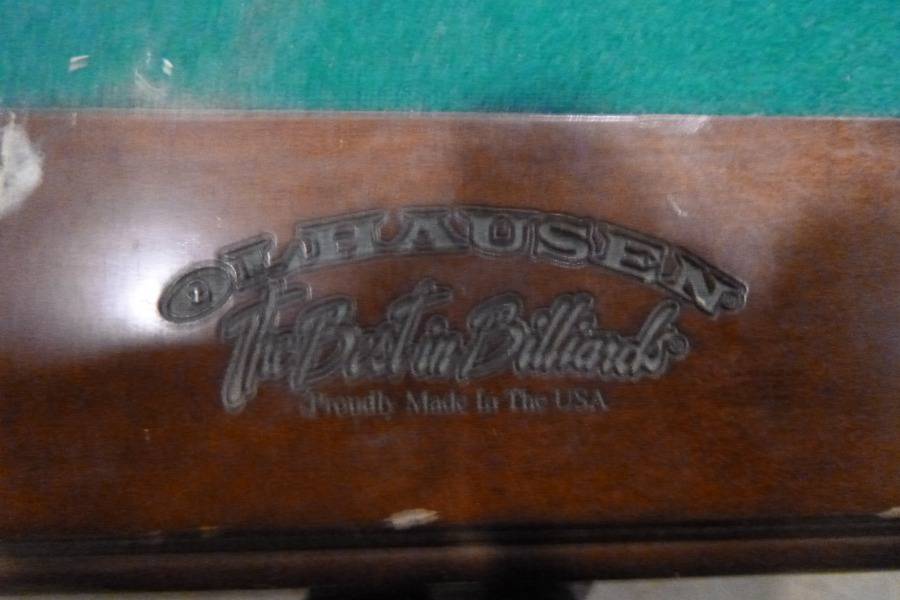 OLHAUSEN®
The Best in Billiards®
Proudly Made In The USA